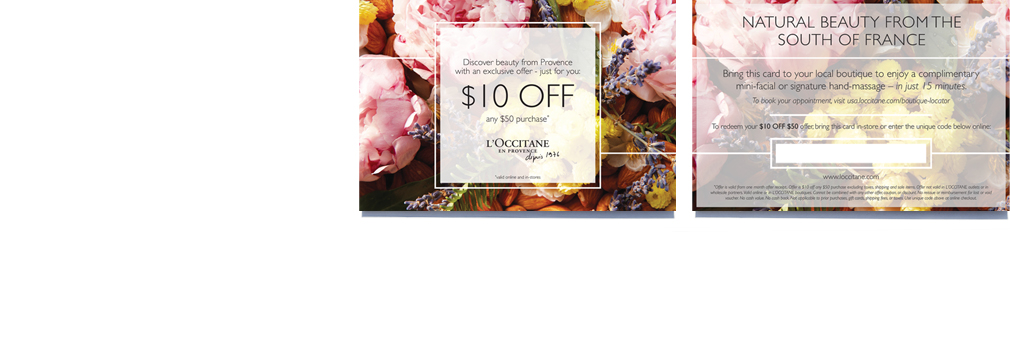 Discover beauty from Provence
with an exclusive offer - just for you:
$10 OFF
any $50 purchase*
L'OCCITANE
EN PROVENCE
depuis 1976
*valid online and in-stores
NATURAL BEAUTY FROM THE
SOUTH OF FRANCE
Bring this card to your local boutique to enjoy a complimentary
mini-facial or signature hand-massage – in just 15 minutes.
To book your appointment, visit usa.loccitane.com/boutique-locator
To redeem your $10 OFF $50 offer, bring this card in-store or enter the unique code below online:
www.loccitane.com